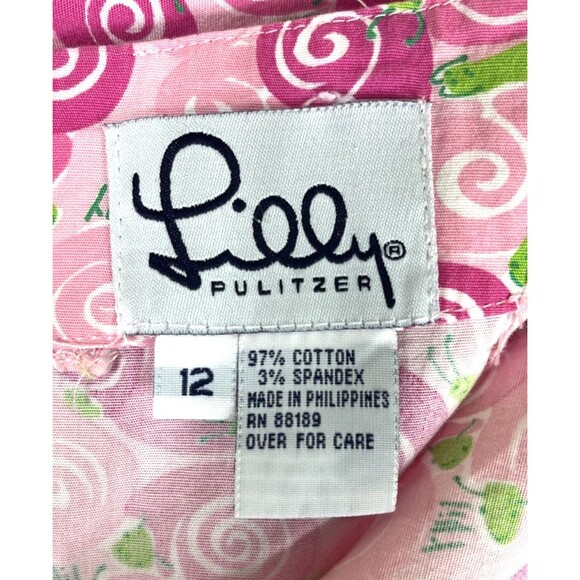 Lilly®
PULITZER
12
97% COTTON
3% SPANDEX
MADE IN PHILIPPINES
RN 88189
OVER FOR CARE